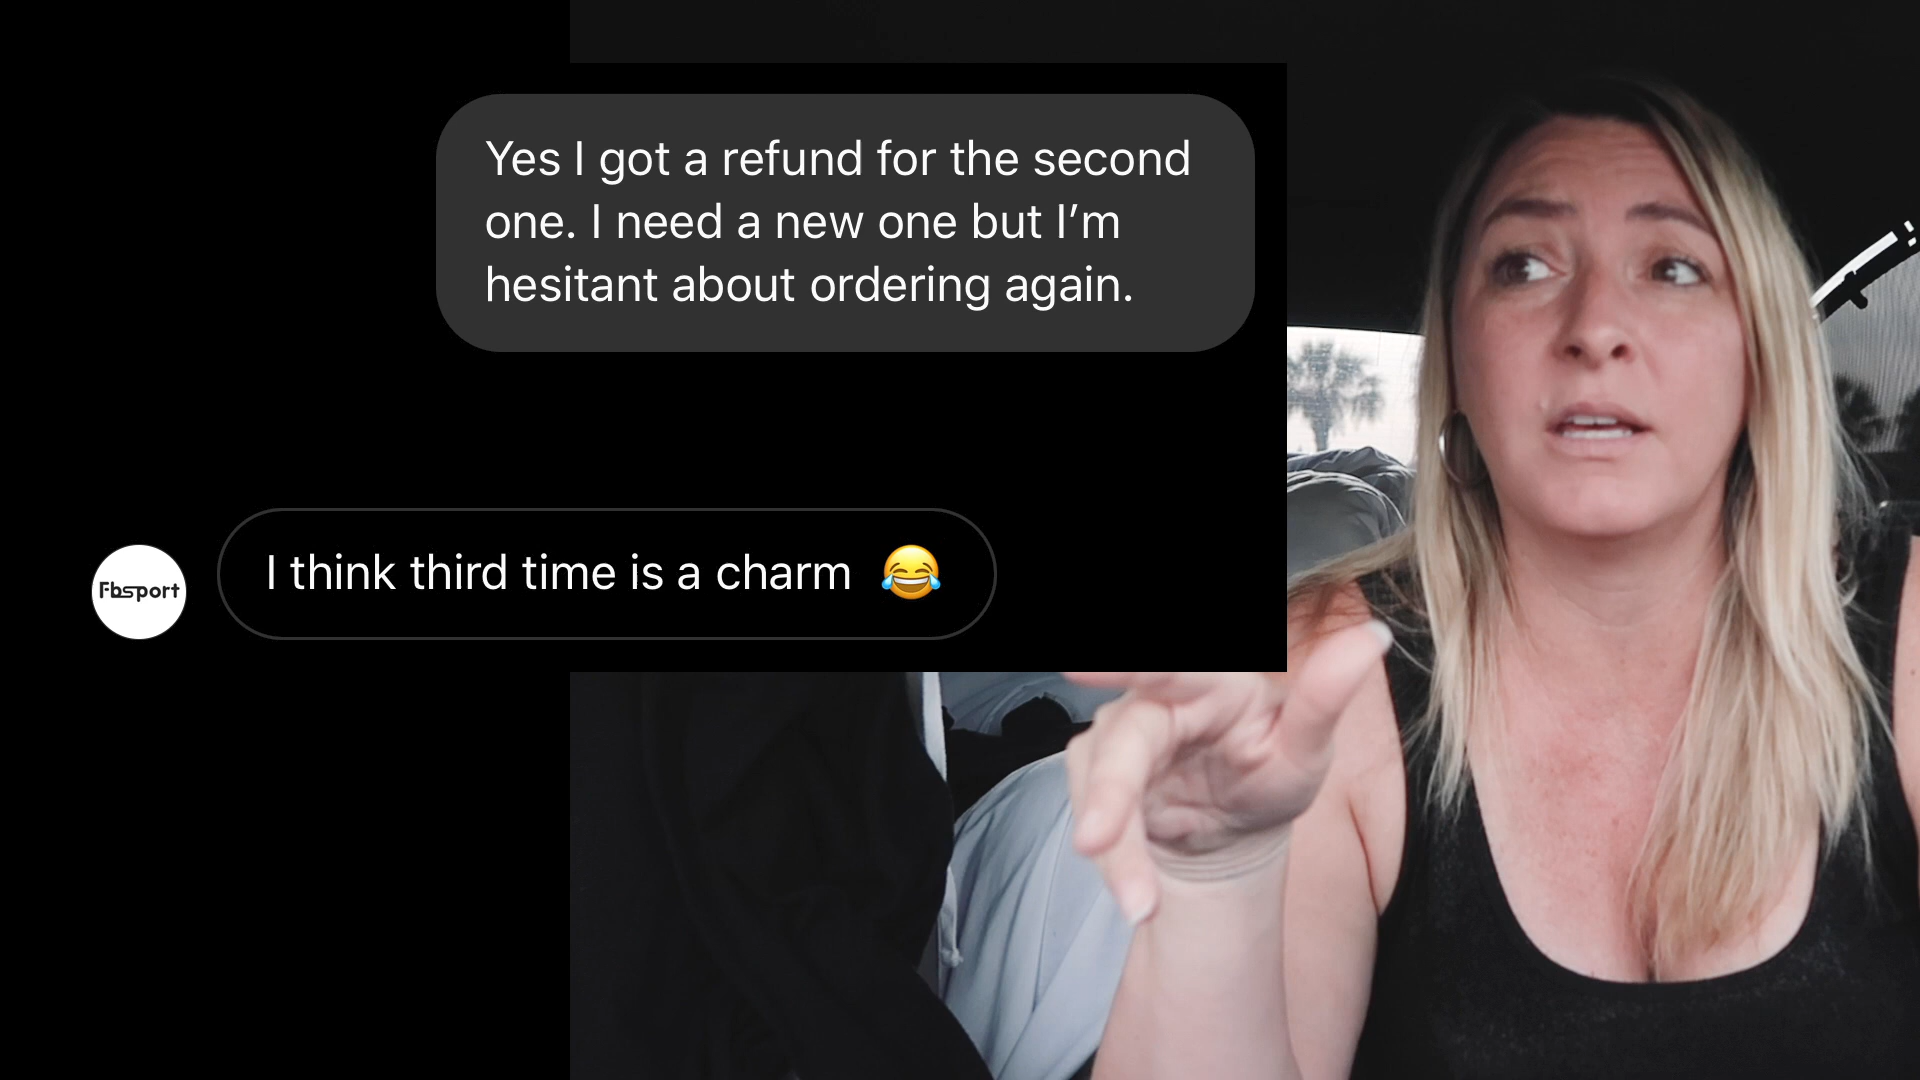 Yes I got a refund for the second
one. I need a new one but I’m
hesitant about ordering again.
I think third time is a charm 😂
Fbsport